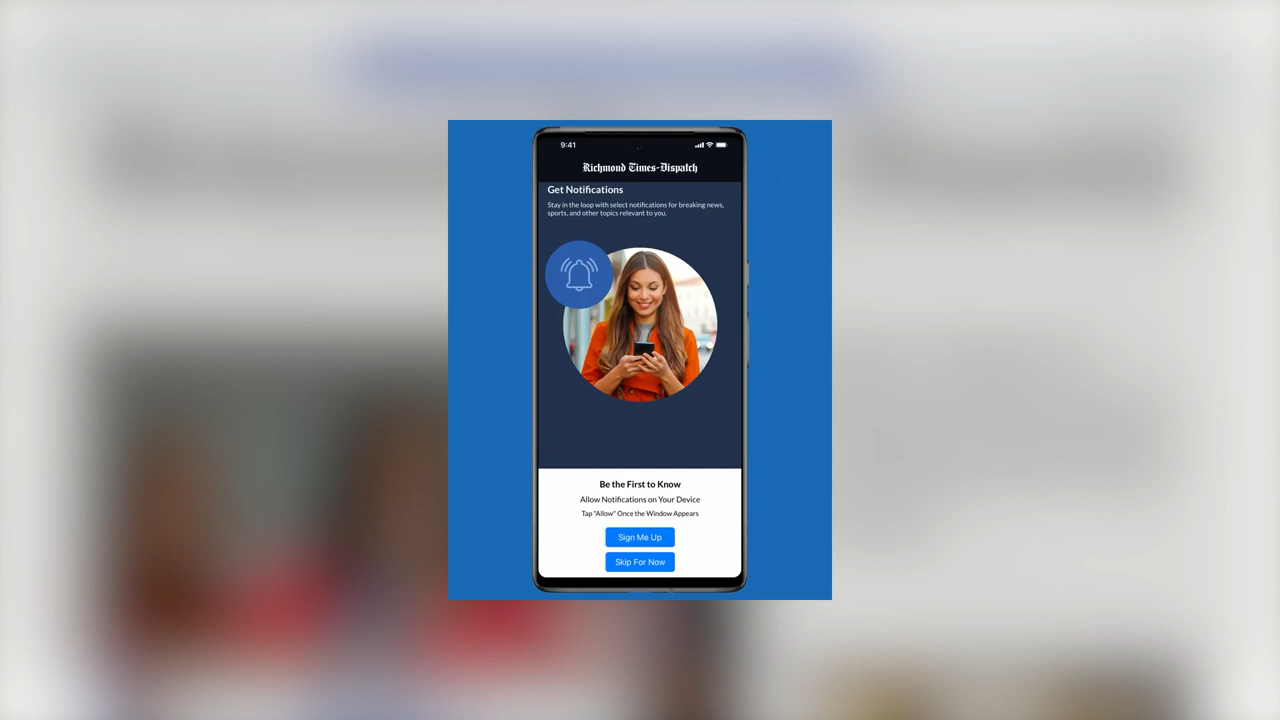 9:41
Richmond Times-Dispatch
Get Notifications
Stay in the loop with select notifications for breaking news,
sports, and other topics relevant to you.
Be the First to Know
Allow Notifications on Your Device
Tap "Allow" Once the Window Appears
Sign Me Up
Skip For Now